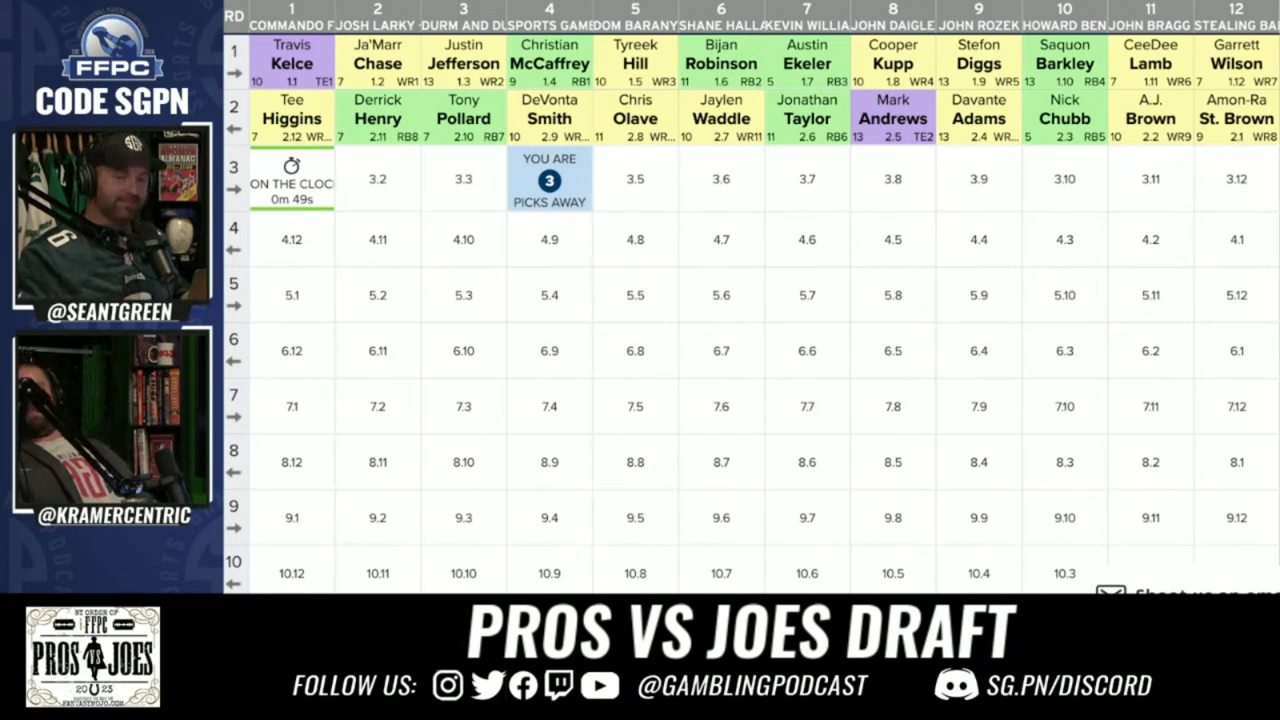 FFPC
CODE SGPN
@SEANTGREEN
@KRAMERCENTRIC
RD 1 2 3 4 5 6 7 8 9 10 11 12
COMMANDO F JOSH LARKY DURM AND DU SPORTS GAME DOM BARANY SHANE HALLA KEVIN WILLIA JOHN DAIGLE JOHN ROZEK HOWARD BEN JOHN BRAGG STEALING BA
1 Travis Ja'Marr Justin Christian Tyreek Bijan Austin Cooper Stefon Saquon CeeDee Garrett
Kelce Chase Jefferson McCaffrey Hill Robinson Ekeler Kupp Diggs Barkley Lamb Wilson
10 1.1 TE1 7 1.2 WR1 13 1.3 WR2 9 1.4 RB1 10 1.5 WR3 11 1.6 RB2 5 1.7 RB3 10 1.8 WR4 13 1.9 WR5 13 1.10 RB4 7 1.11 WR6 7 1.12 WR7
2 Tee Derrick Tony DeVonta Chris Jaylen Jonathan Mark Davante Nick A.J. Amon-Ra
Higgins Henry Pollard Smith Olave Waddle Taylor Andrews Adams Chubb Brown St. Brown
7 2.12 WR... 7 2.11 RB8 7 2.10 RB7 10 2.9 WR... 11 2.8 WR... 10 2.7 WR11 11 2.6 RB6 13 2.5 TE2 13 2.4 WR... 5 2.3 RB5 10 2.2 WR9 9 2.1 WR8
3 ON THE CLOC 0m 49s 3.2 3.3 YOU ARE 3 PICKS AWAY 3.5 3.6 3.7 3.8 3.9 3.10 3.11 3.12
4 4.12 4.11 4.10 4.9 4.8 4.7 4.6 4.5 4.4 4.3 4.2 4.1
5 5.1 5.2 5.3 5.4 5.5 5.6 5.7 5.8 5.9 5.10 5.11 5.12
6 6.12 6.11 6.10 6.9 6.8 6.7 6.6 6.5 6.4 6.3 6.2 6.1
7 7.1 7.2 7.3 7.4 7.5 7.6 7.7 7.8 7.9 7.10 7.11 7.12
8 8.12 8.11 8.10 8.9 8.8 8.7 8.6 8.5 8.4 8.3 8.2 8.1
9 9.1 9.2 9.3 9.4 9.5 9.6 9.7 9.8 9.9 9.10 9.11 9.12
10 10.12 10.11 10.10 10.9 10.8 10.7 10.6 10.5 10.4 10.3
NY ORDER OF
FFPC
PROS VS JOES
2023
FANTASYMOJO.COM
PROS VS JOES DRAFT
FOLLOW US: @GAMBLINGPODCAST SG.PN/DISCORD